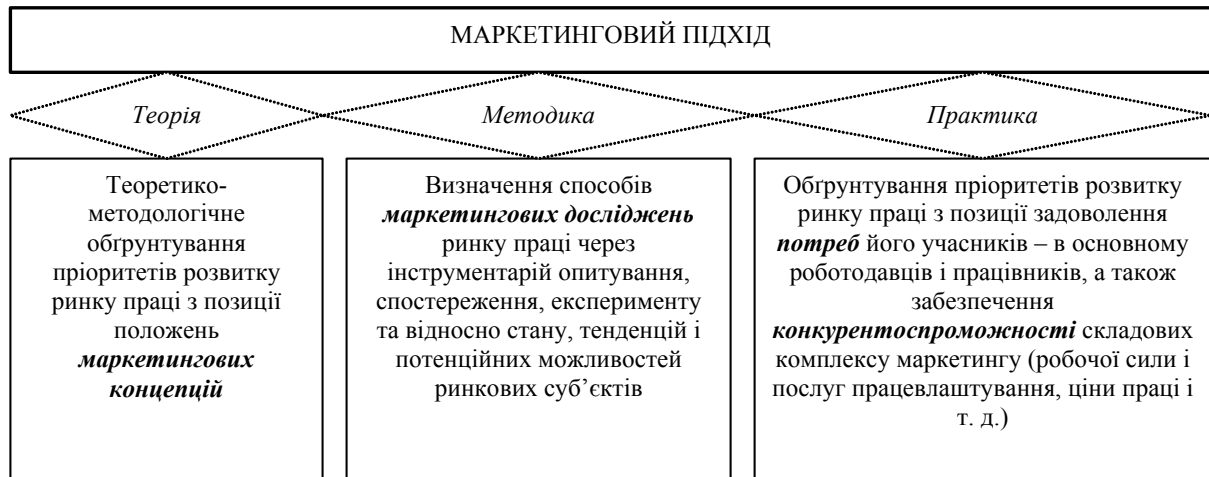 МАРКЕТИНГОВИЙ ПІДХІД
Теорія
Методика
Практика
Теоретико-
методологічне
обґрунтування
пріоритетів розвитку
ринку праці з позиції
положень
маркетингових
концепцій
Визначення способів
маркетингових досліджень
ринку праці через
інструментарій опитування,
спостереження, експерименту
та відносно стану, тенденцій і
потенційних можливостей
ринкових суб’єктів
Обґрунтування пріоритетів розвитку
ринку праці з позиції задоволення
потреб його учасників – в основному
роботодавців і працівників, а також
забезпечення
конкурентоспроможності складових
комплексу маркетингу (робочої сили і
послуг працевлаштування, ціни праці і
т. д.)